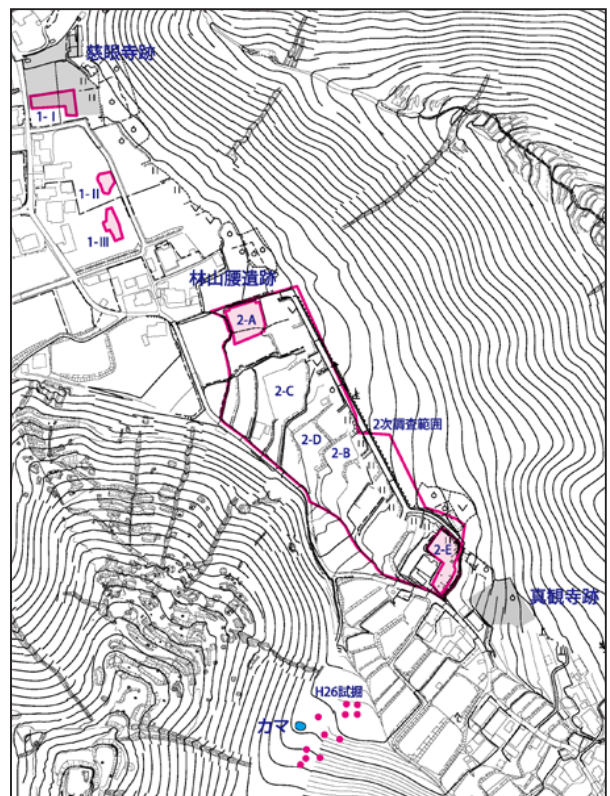 慈眼寺跡
1-Ⅰ
1-Ⅱ
1-Ⅲ
林山腰遺跡
2-A
2-C
2次調査範囲
2-D
2-B
2-E
真観寺跡
H26試掘
カマ